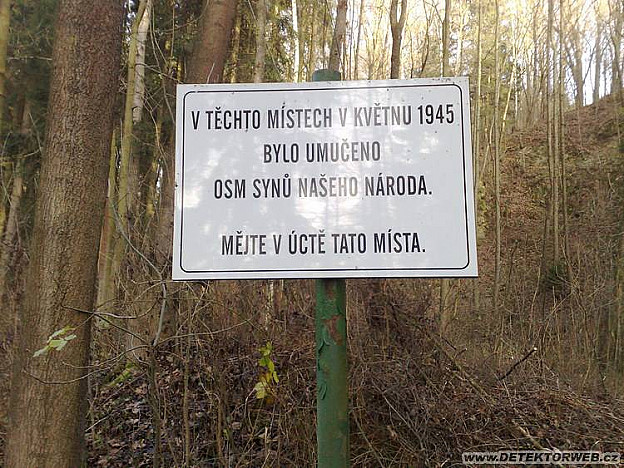 V TĚCHTO MÍSTECH V KVĚTNU 1945
BYLO UMUČENO
OSM SYNŮ NAŠEHO NÁRODA.
MĚJTE V ÚCTĚ TATO MÍSTA.
WWW.DETEKTORWEB.cz